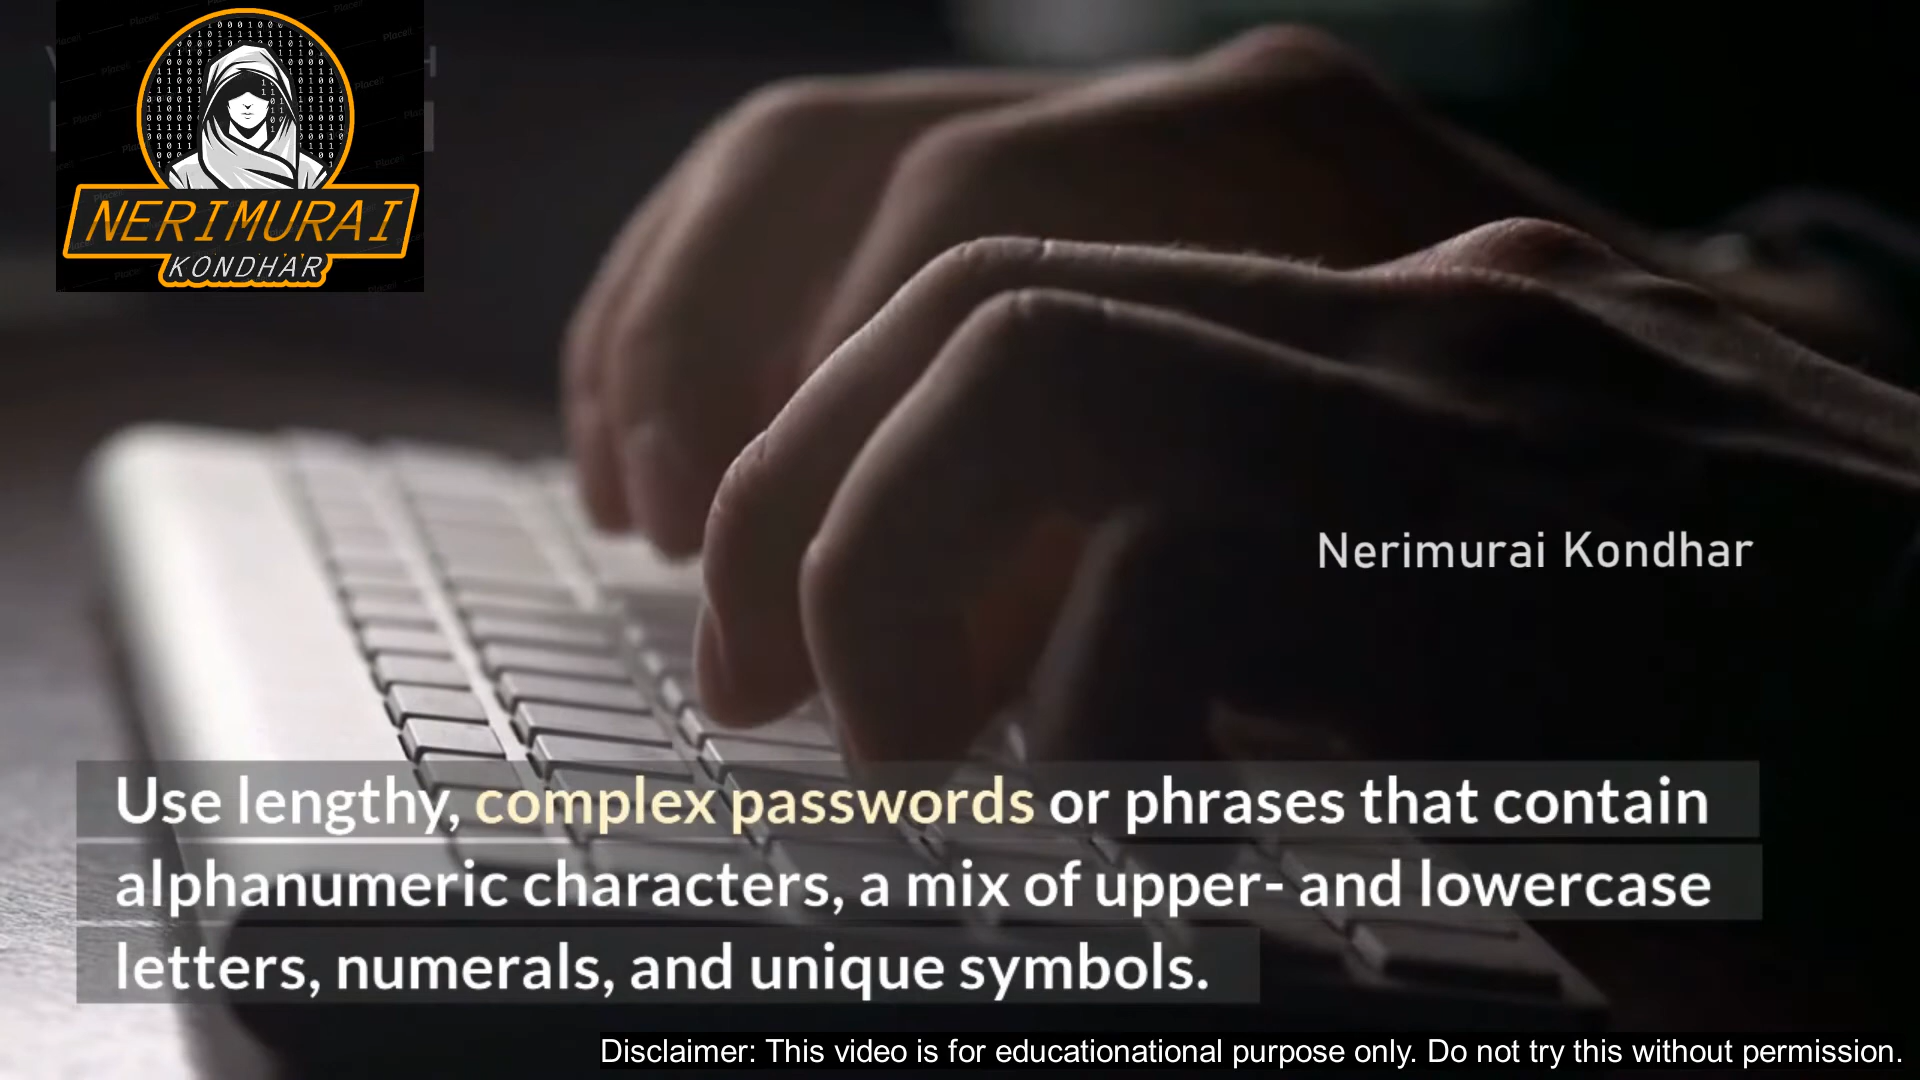 NERIMURAI
KONDHAR
Nerimurai Kondhar
Use lengthy, complex passwords or phrases that contain
alphanumeric characters, a mix of upper- and lowercase
letters, numerals, and unique symbols.
Disclaimer: This video is for educationational purpose only. Do not try this without permission.